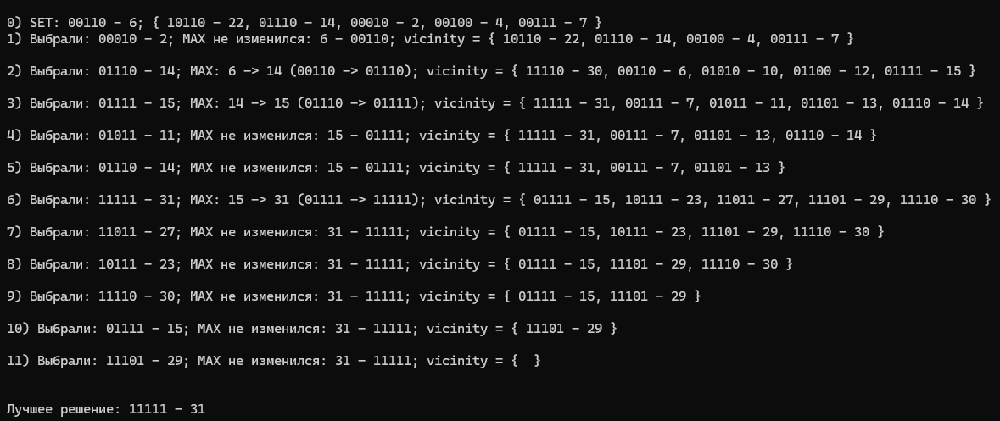 0) SET: 00110 - 6; { 10110 - 22, 01110 - 14, 00010 - 2, 00100 - 4, 00111 - 7 }
1) Выбрали: 00010 - 2; MAX не изменился: 6 - 00110; vicinity = { 10110 - 22, 01110 - 14, 00100 - 4, 00111 - 7 }
2) Выбрали: 01110 - 14; MAX: 6 -> 14 (00110 -> 01110); vicinity = { 11110 - 30, 00110 - 6, 01010 - 10, 01100 - 12, 01111 - 15 }
3) Выбрали: 01111 - 15; MAX: 14 -> 15 (01110 -> 01111); vicinity = { 11111 - 31, 00111 - 7, 01011 - 11, 01101 - 13, 01110 - 14 }
4) Выбрали: 01011 - 11; MAX не изменился: 15 - 01111; vicinity = { 11111 - 31, 00111 - 7, 01101 - 13, 01110 - 14 }
5) Выбрали: 01110 - 14; MAX не изменился: 15 - 01111; vicinity = { 11111 - 31, 00111 - 7, 01101 - 13 }
6) Выбрали: 11111 - 31; MAX: 15 -> 31 (01111 -> 11111); vicinity = { 01111 - 15, 10111 - 23, 11011 - 27, 11101 - 29, 11110 - 30 }
7) Выбрали: 11011 - 27; MAX не изменился: 31 - 11111; vicinity = { 01111 - 15, 10111 - 23, 11101 - 29, 11110 - 30 }
8) Выбрали: 10111 - 23; MAX не изменился: 31 - 11111; vicinity = { 01111 - 15, 11101 - 29, 11110 - 30 }
9) Выбрали: 11110 - 30; MAX не изменился: 31 - 11111; vicinity = { 01111 - 15, 11101 - 29 }
10) Выбрали: 01111 - 15; MAX не изменился: 31 - 11111; vicinity = { 11101 - 29 }
11) Выбрали: 11101 - 29; MAX не изменился: 31 - 11111; vicinity = {  }
Лучшее решение: 11111 - 31